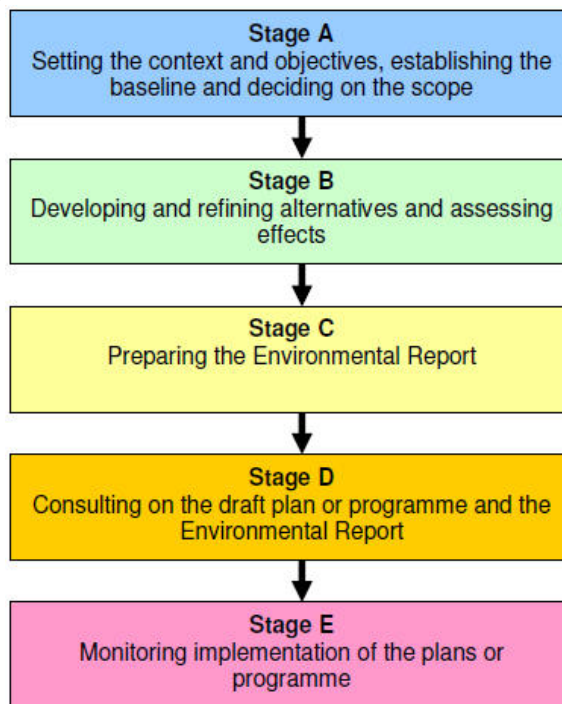 Stage A
Setting the context and objectives, establishing the
baseline and deciding on the scope
Stage B
Developing and refining alternatives and assessing
effects
Stage C
Preparing the Environmental Report
Stage D
Consulting on the draft plan or programme and the
Environmental Report
Stage E
Monitoring implementation of the plans or
programme